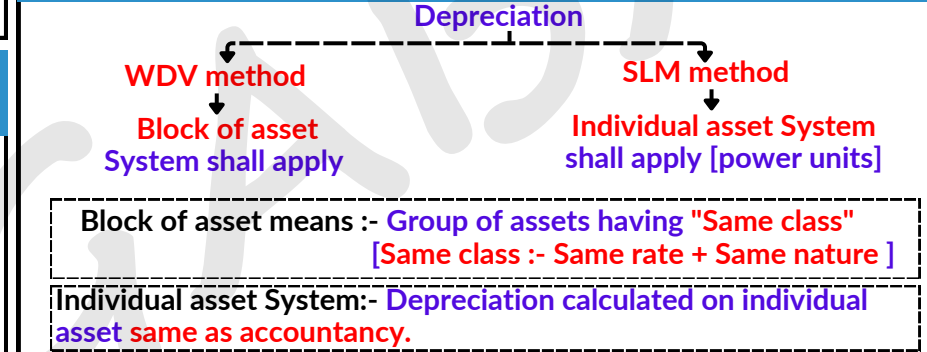 Depreciation
WDV method
SLM method
Block of asset
System shall apply
Individual asset System
shall apply [power units]
Block of asset means :- Group of assets having "Same class"
[Same class :- Same rate + Same nature ]
Individual asset System:- Depreciation calculated on individual
asset same as accountancy.